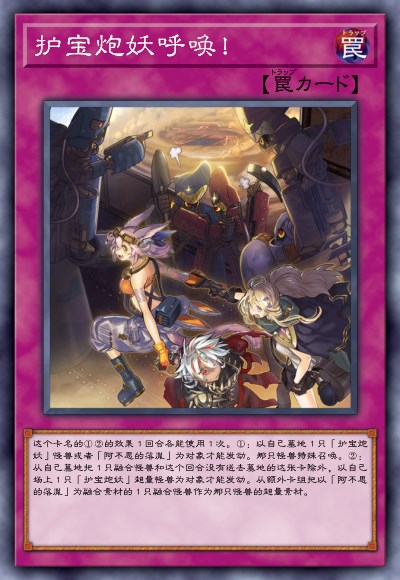 护宝炮妖呼唤！
トラップ
罠
トラップ
【罠カード】
这个卡名的①②的效果1回合各能使用1次。①：以自己墓地1只「护宝炮
妖」怪兽或者「阿不思的落胤」为对象才能发动。那只怪兽特殊召唤。②：
从自己墓地把1只融合怪兽和这个回合没有送去墓地的这张卡除外，以自己
场上1只「护宝炮妖」超量怪兽为对象才能发动。从额外卡组把以「阿不思
的落胤」为融合素材的1只融合怪兽作为那只怪兽的超量素材。